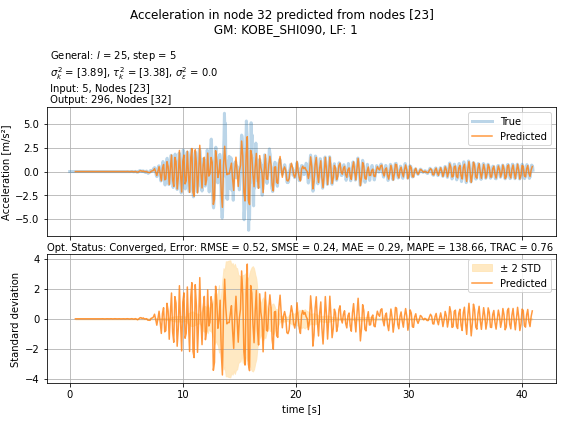 Acceleration in node 32 predicted from nodes [23]
GM: KOBE_SHI090, LF: 1
General: l = 25, step = 5
σ²ₖ = [3.89], τ²ₖ = [3.38], σ²ε = 0.0
Input: 5, Nodes [23]
Output: 296, Nodes [32]
Acceleration [m/s²]
5.0
2.5
0.0
−2.5
−5.0
True
Predicted
Opt. Status: Converged, Error: RMSE = 0.52, SMSE = 0.24, MAE = 0.29, MAPE = 138.66, TRAC = 0.76
Standard deviation
4
2
0
−2
−4
± 2 STD
Predicted
0
10
20
30
40
time [s]